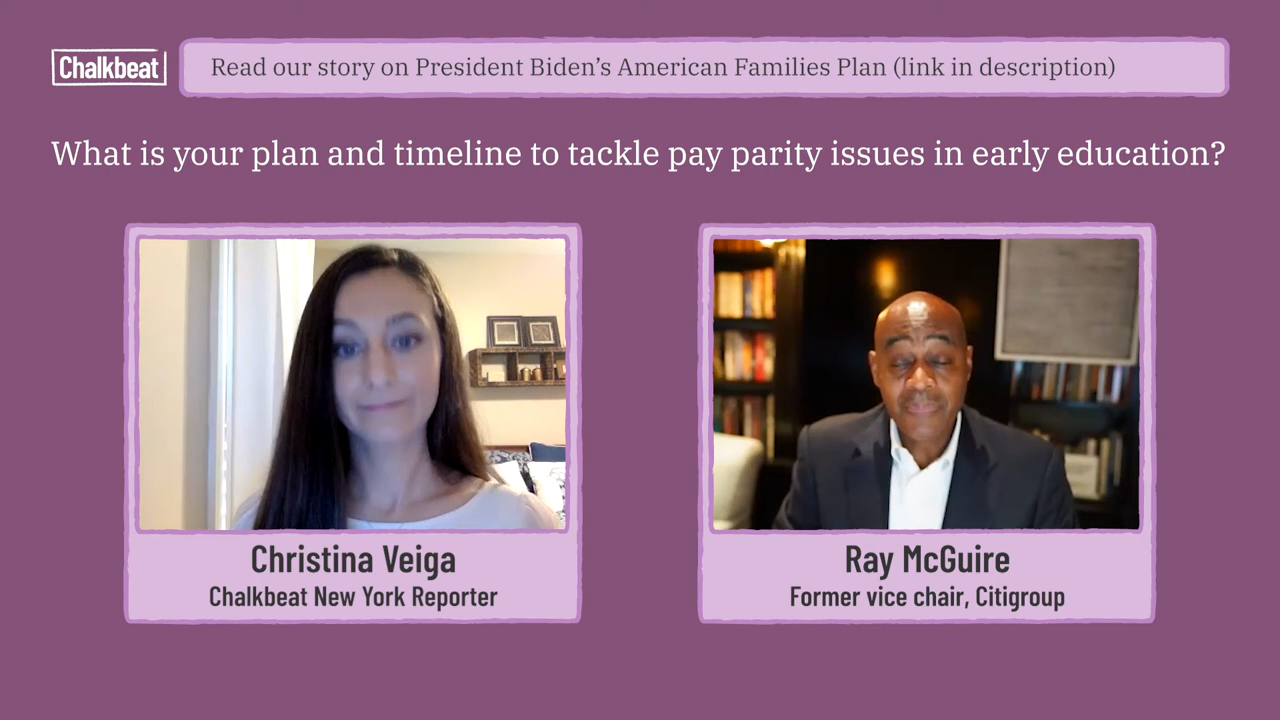 Chalkbeat
Read our story on President Biden’s American Families Plan (link in description)
What is your plan and timeline to tackle pay parity issues in early education?
Christina Veiga
Chalkbeat New York Reporter
Ray McGuire
Former vice chair, Citigroup